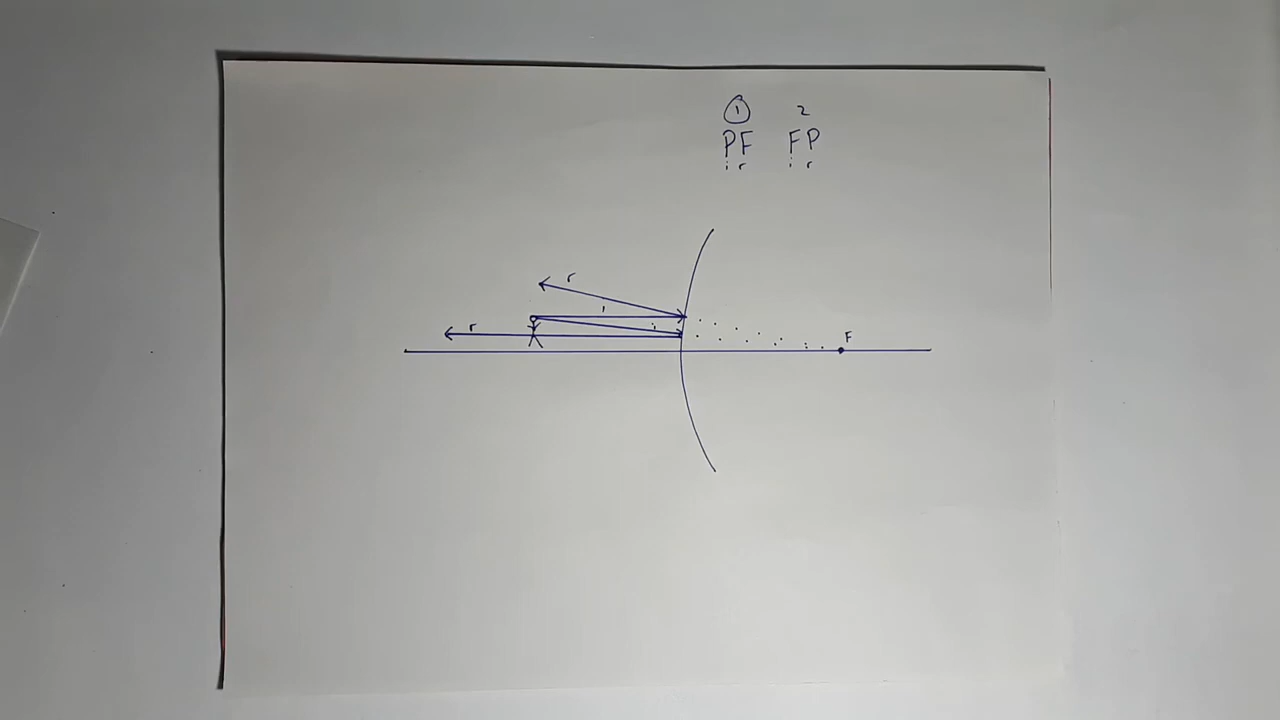 ① 2
PF FP
i r i r
r
i
r i
F